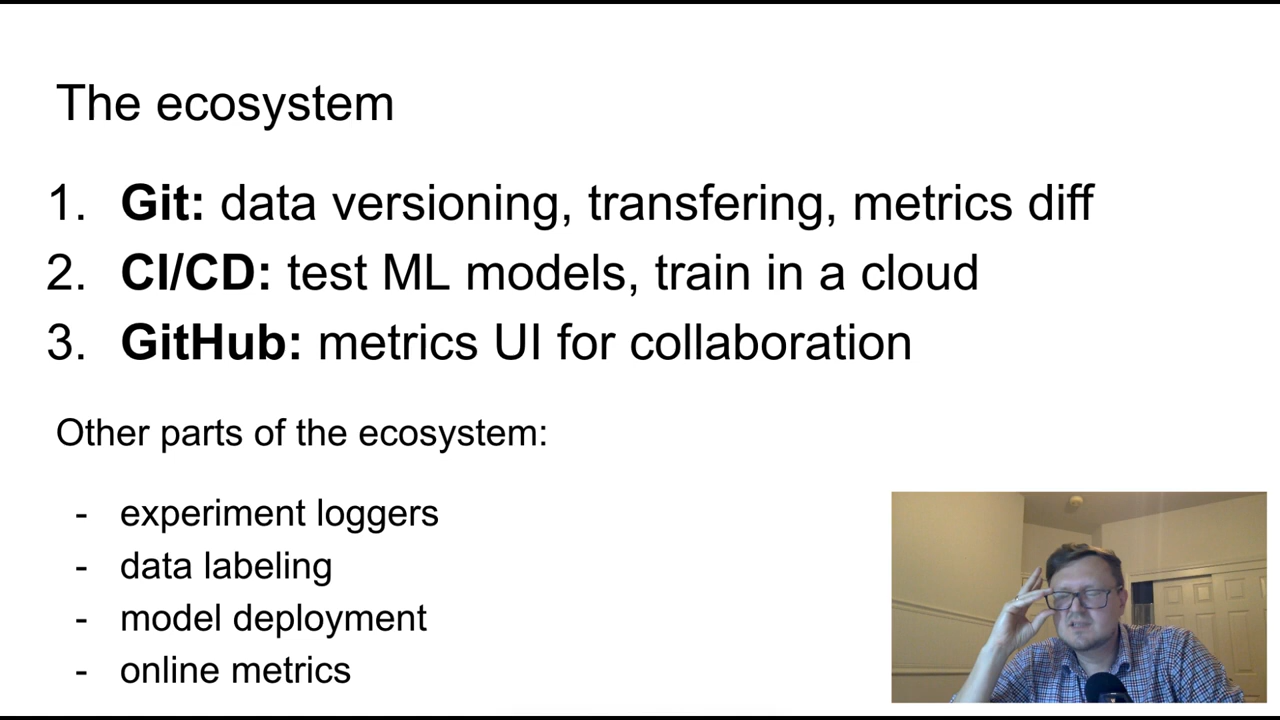 The ecosystem
1. Git: data versioning, transfering, metrics diff
2. CI/CD: test ML models, train in a cloud
3. GitHub: metrics UI for collaboration
Other parts of the ecosystem:
- experiment loggers
- data labeling
- model deployment
- online metrics